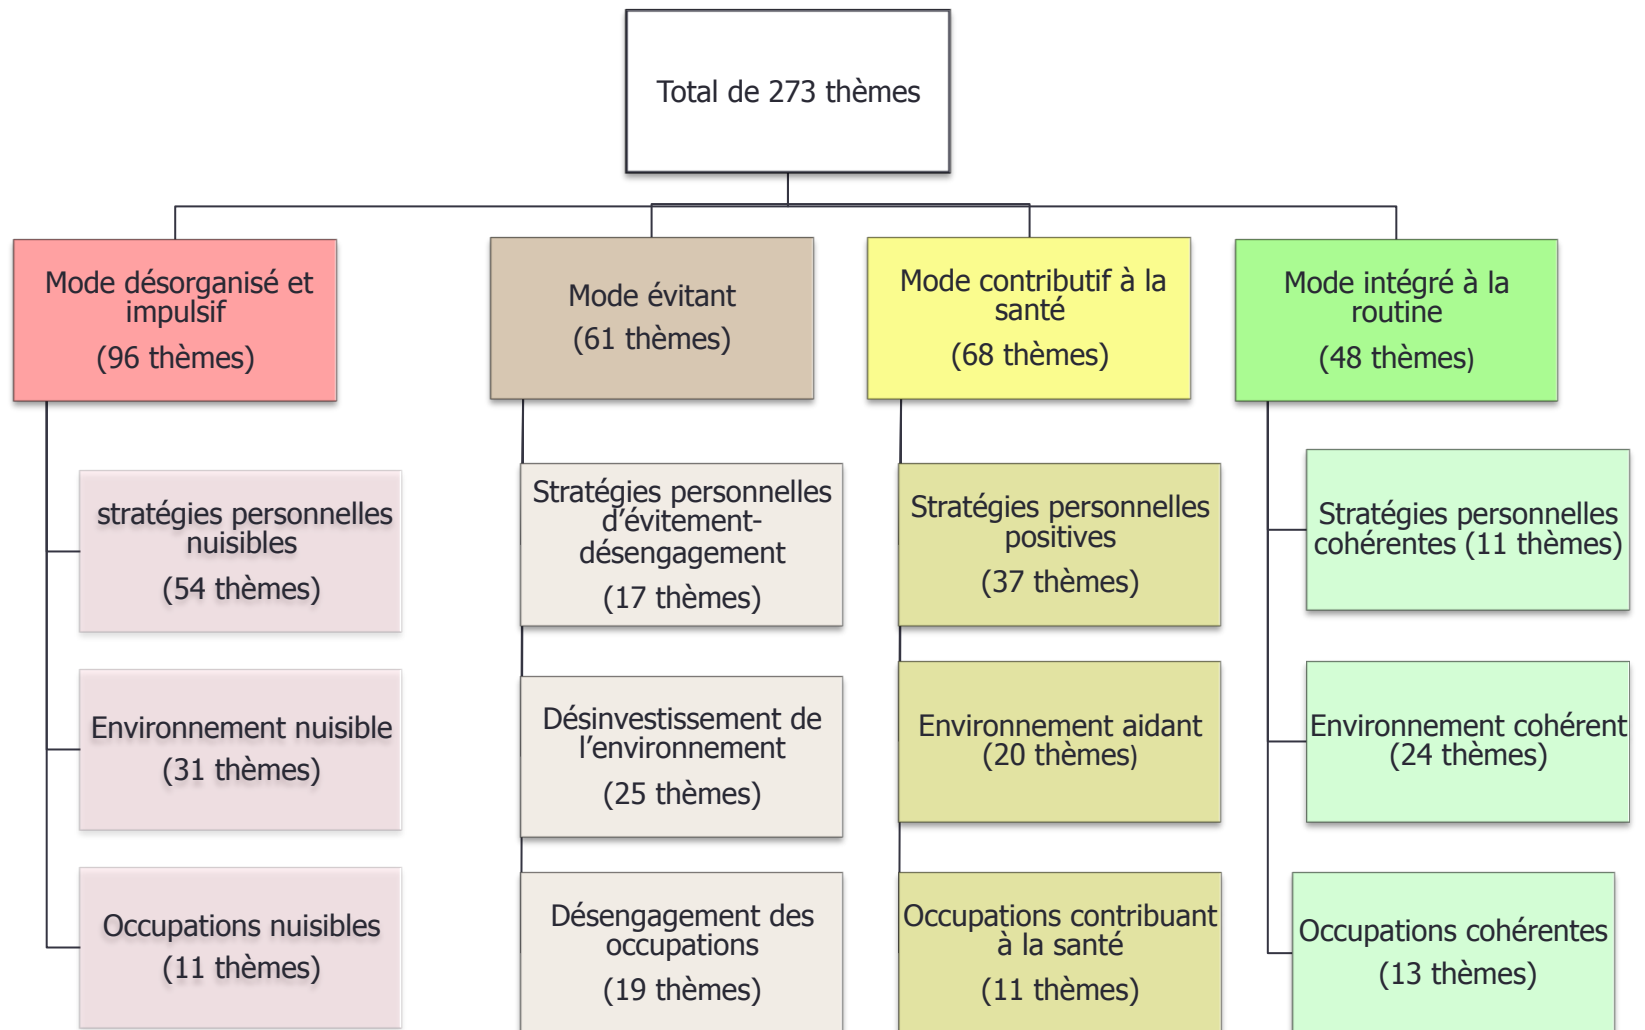 Total de 273 thèmes
Mode désorganisé et
impulsif
(96 thèmes)
Mode évitant
(61 thèmes)
Mode contributif à la
santé
(68 thèmes)
Mode intégré à la
routine
(48 thèmes)
stratégies personnelles
nuisibles
(54 thèmes)
Stratégies personnelles
d’évitement-
désengagement
(17 thèmes)
Stratégies personnelles
positives
(37 thèmes)
Stratégies personnelles
cohérentes (11 thèmes)
Environnement nuisible
(31 thèmes)
Désinvestissement de
l’environnement
(25 thèmes)
Environnement aidant
(20 thèmes)
Environnement cohérent
(24 thèmes)
Occupations nuisibles
(11 thèmes)
Désengagement des
occupations
(19 thèmes)
Occupations contribuant
à la santé
(11 thèmes)
Occupations cohérentes
(13 thèmes)